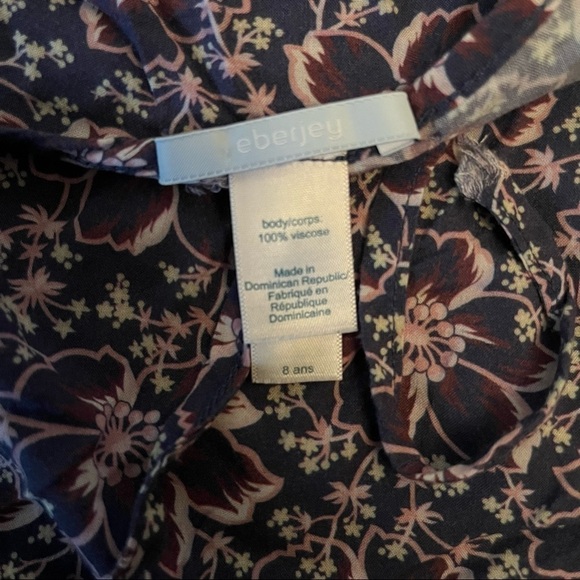 eberjey
body/corps:
100% viscose
Made in
Dominican Republic/
Fabriqué en
République
Dominicaine
8 ans